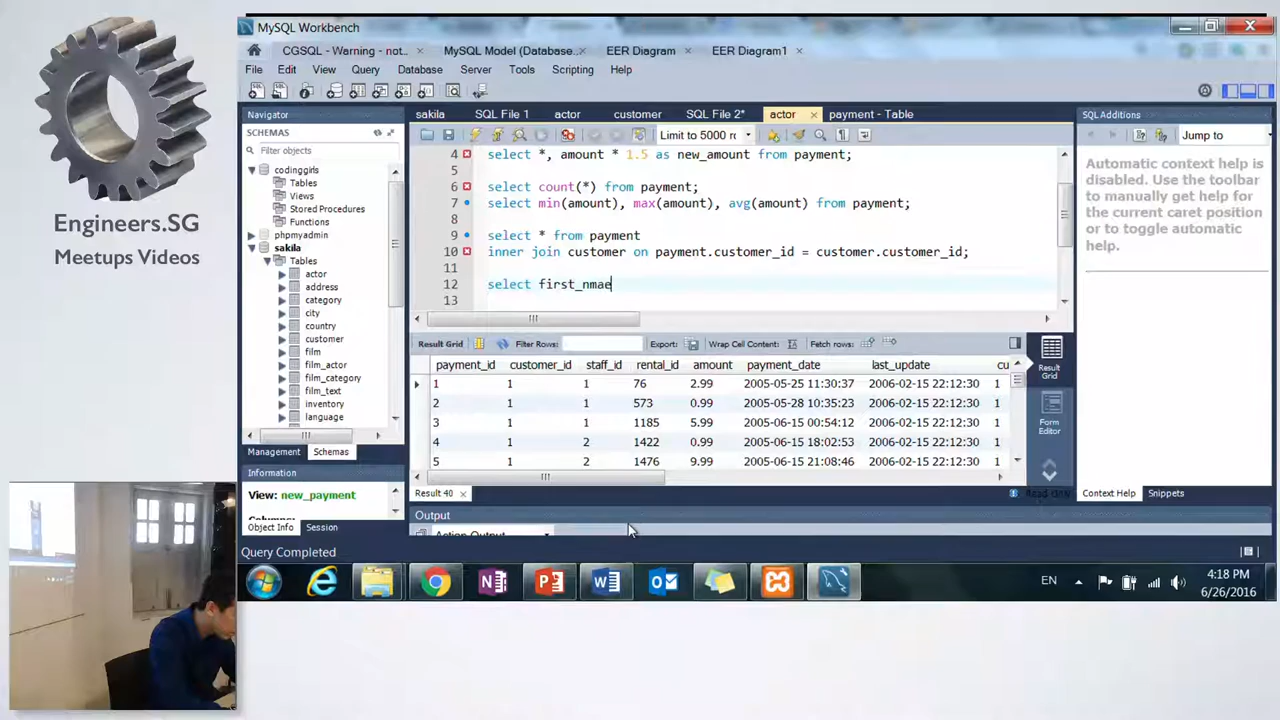 MySQL Workbench
CGSQL - Warning - not... MySQL Model (Database... EER Diagram EER Diagram1
File Edit View Query Database Server Tools Scripting Help
Navigator
SCHEMAS
Filter objects
codinggirls
Tables
Views
Stored Procedures
Functions
phpmyadmin
sakila
Tables
actor
address
category
city
country
customer
film
film_actor
film_category
film_text
inventory
language
Management Schemas
Information
View: new_payment
Object Info Session
Query Completed
sakila SQL File 1 actor customer SQL File 2* actor payment - Table
Limit to 5000 rc
4 select *, amount * 1.5 as new_amount from payment;
5
6 select count(*) from payment;
7 select min(amount), max(amount), avg(amount) from payment;
8
9 select * from payment
10 inner join customer on payment.customer_id = customer.customer_id;
11
12 select first_nmae
13
Result Grid Filter Rows: Export: Wrap Cell Content: Fetch rows:
payment_id customer_id staff_id rental_id amount payment_date last_update cu
1 1 1 76 2.99 2005-05-25 11:30:37 2006-02-15 22:12:30 1
2 1 1 573 0.99 2005-05-28 10:35:23 2006-02-15 22:12:30 1
3 1 1 1185 5.99 2005-06-15 00:54:12 2006-02-15 22:12:30 1
4 1 2 1422 0.99 2005-06-15 18:02:53 2006-02-15 22:12:30 1
5 1 2 1476 9.99 2005-06-15 21:08:46 2006-02-15 22:12:30 1
Result 40
Output
Action Output
Result
Grid
Form
Editor
SQL Additions
Jump to
Automatic context help is
disabled. Use the toolbar
to manually get help for
the current caret position
or to toggle automatic
help.
Context Help Snippets
EN
4:18 PM
6/26/2016
Engineers.SG
Meetups Videos